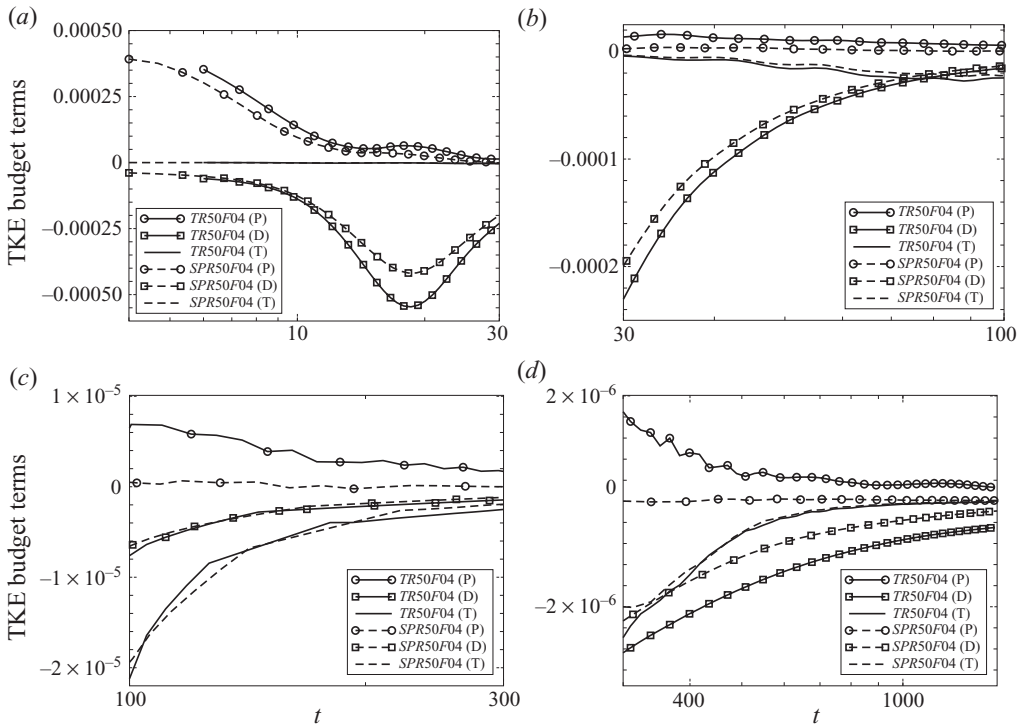 (a)
0.00050
0.00025
0
−0.00025
−0.00050
TKE budget terms
TR50F04 (P)
TR50F04 (D)
TR50F04 (T)
SPR50F04 (P)
SPR50F04 (D)
SPR50F04 (T)
10
30
(b)
0
−0.0001
−0.0002
TR50F04 (P)
TR50F04 (D)
TR50F04 (T)
SPR50F04 (P)
SPR50F04 (D)
SPR50F04 (T)
30
100
(c)
1 × 10⁻⁵
0
−1 × 10⁻⁵
−2 × 10⁻⁵
TKE budget terms
TR50F04 (P)
TR50F04 (D)
TR50F04 (T)
SPR50F04 (P)
SPR50F04 (D)
SPR50F04 (T)
100
300
t
(d)
2 × 10⁻⁶
0
−2 × 10⁻⁶
TR50F04 (P)
TR50F04 (D)
TR50F04 (T)
SPR50F04 (P)
SPR50F04 (D)
SPR50F04 (T)
400
1000
t